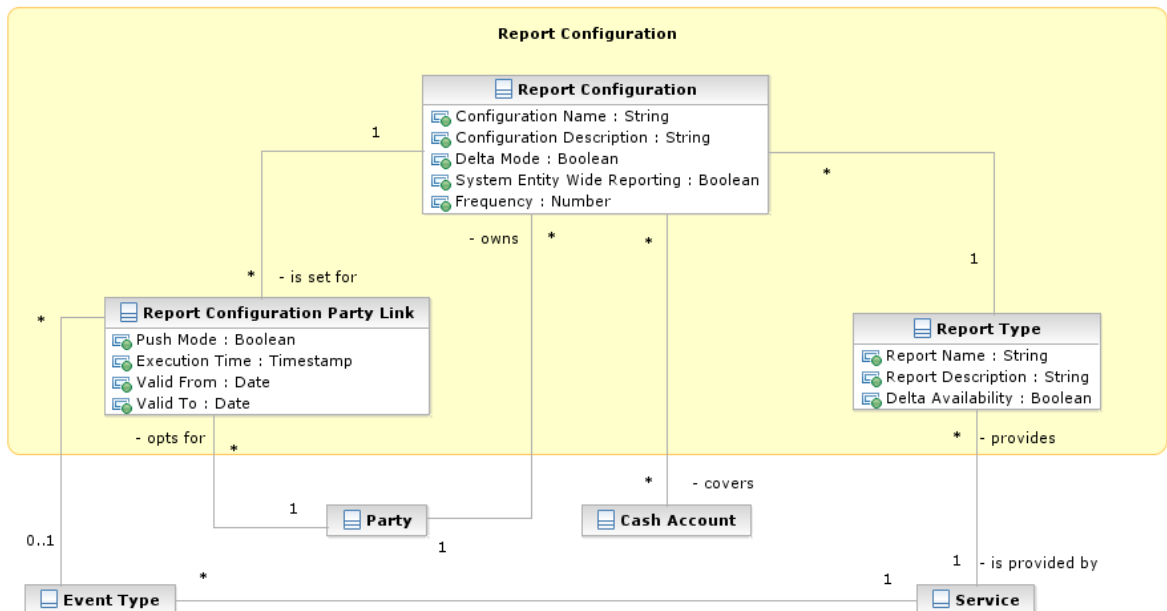 Report Configuration
Report Configuration
Configuration Name : String
Configuration Description : String
Delta Mode : Boolean
System Entity Wide Reporting : Boolean
Frequency : Number
1
*
- owns
*
*
1
*
- is set for
*
Report Configuration Party Link
Push Mode : Boolean
Execution Time : Timestamp
Valid From : Date
Valid To : Date
Report Type
Report Name : String
Report Description : String
Delta Availability : Boolean
- opts for
*
*
- provides
*
- covers
1
Party
1
Cash Account
0..1
*
1
1
- is provided by
Event Type
Service